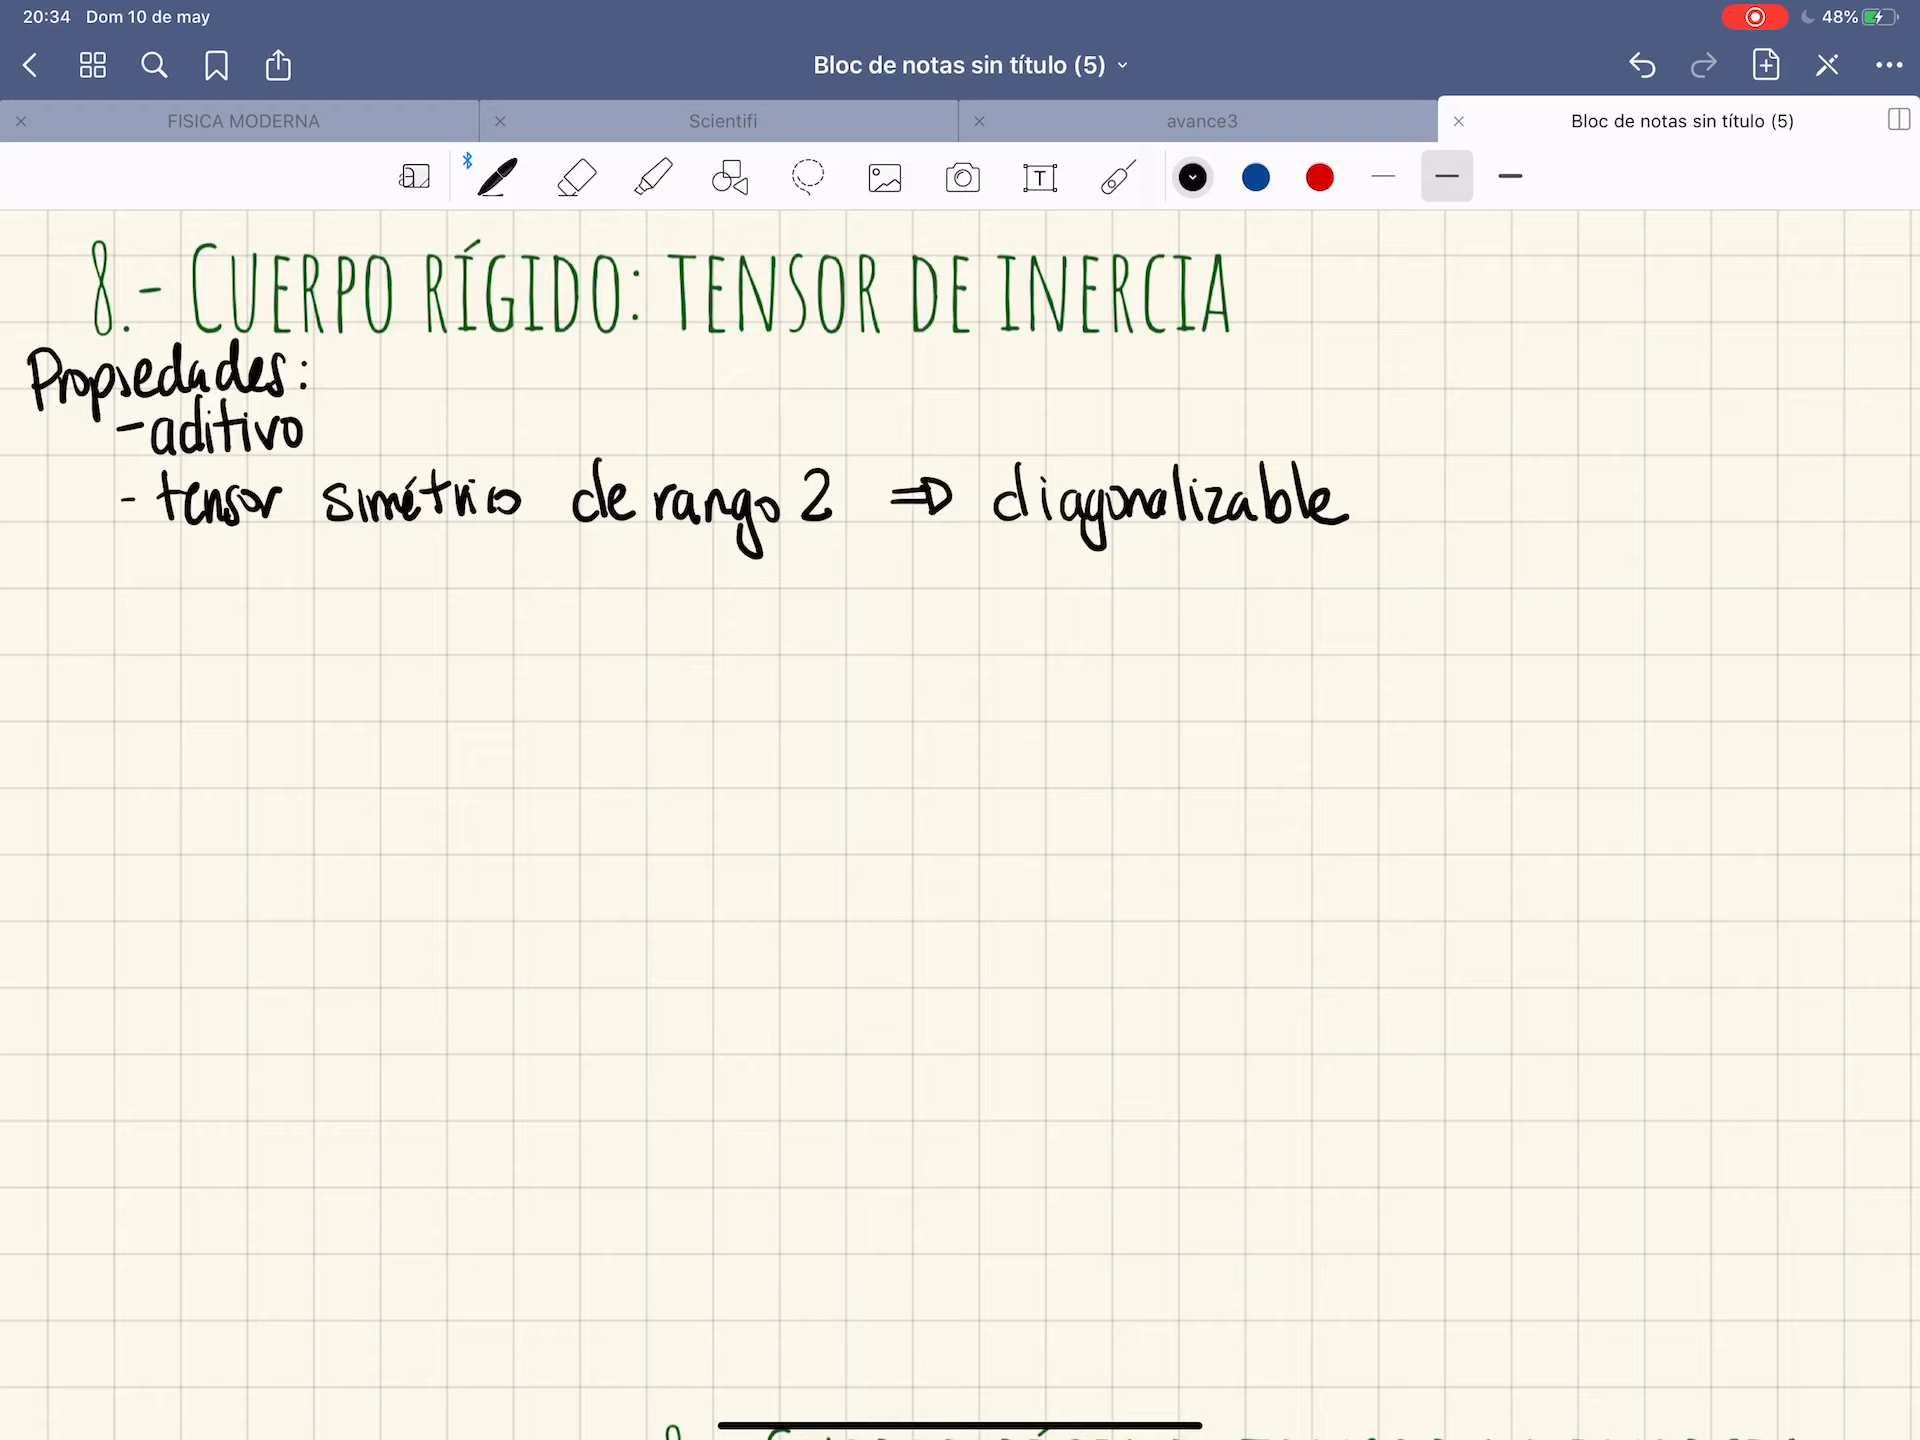 20:34 Dom 10 de may 48%
Bloc de notas sin título (5)
FISICA MODERNA Scientifi avance3 Bloc de notas sin título (5)
8.- CUERPO RÍGIDO: TENSOR DE INERCIA
Propiedades:
- aditivo
- tensor simétrico de rango 2 ⇒ diagonalizable